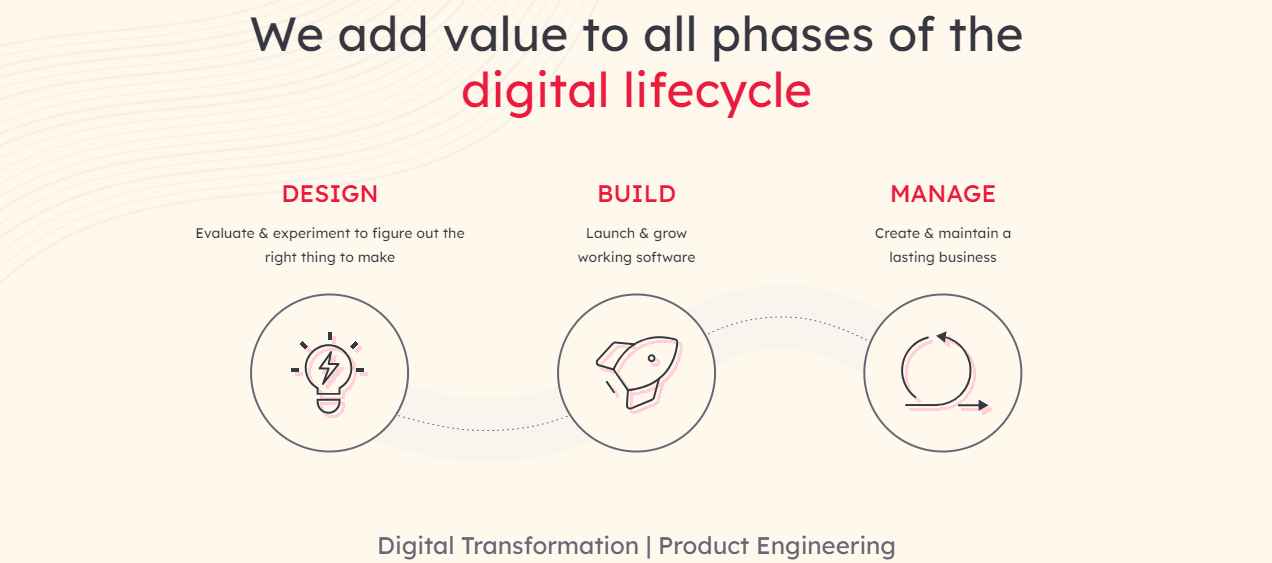 We add value to all phases of the
digital lifecycle
DESIGN
Evaluate & experiment to figure out the
right thing to make
BUILD
Launch & grow
working software
MANAGE
Create & maintain a
lasting business
Digital Transformation | Product Engineering